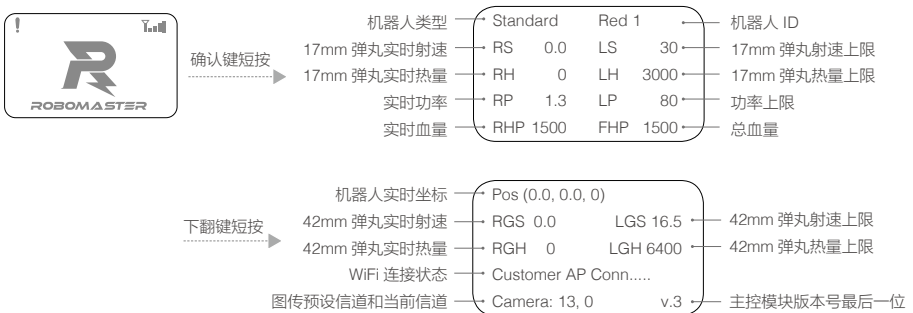 !
ROBOMASTER
确认键短按
机器人类型 Standard Red 1 机器人 ID
17mm 弹丸实时射速 RS 0.0 LS 30 17mm 弹丸射速上限
17mm 弹丸实时热量 RH 0 LH 3000 17mm 弹丸热量上限
实时功率 RP 1.3 LP 80 功率上限
实时血量 RHP 1500 FHP 1500 总血量
下翻键短按
机器人实时坐标 Pos (0.0, 0.0, 0)
42mm 弹丸实时射速 RGS 0.0 LGS 16.5 42mm 弹丸射速上限
42mm 弹丸实时热量 RGH 0 LGH 6400 42mm 弹丸热量上限
WiFi 连接状态 Customer AP Conn.....
图传预设信道和当前信道 Camera: 13, 0 v.3 主控模块版本号最后一位